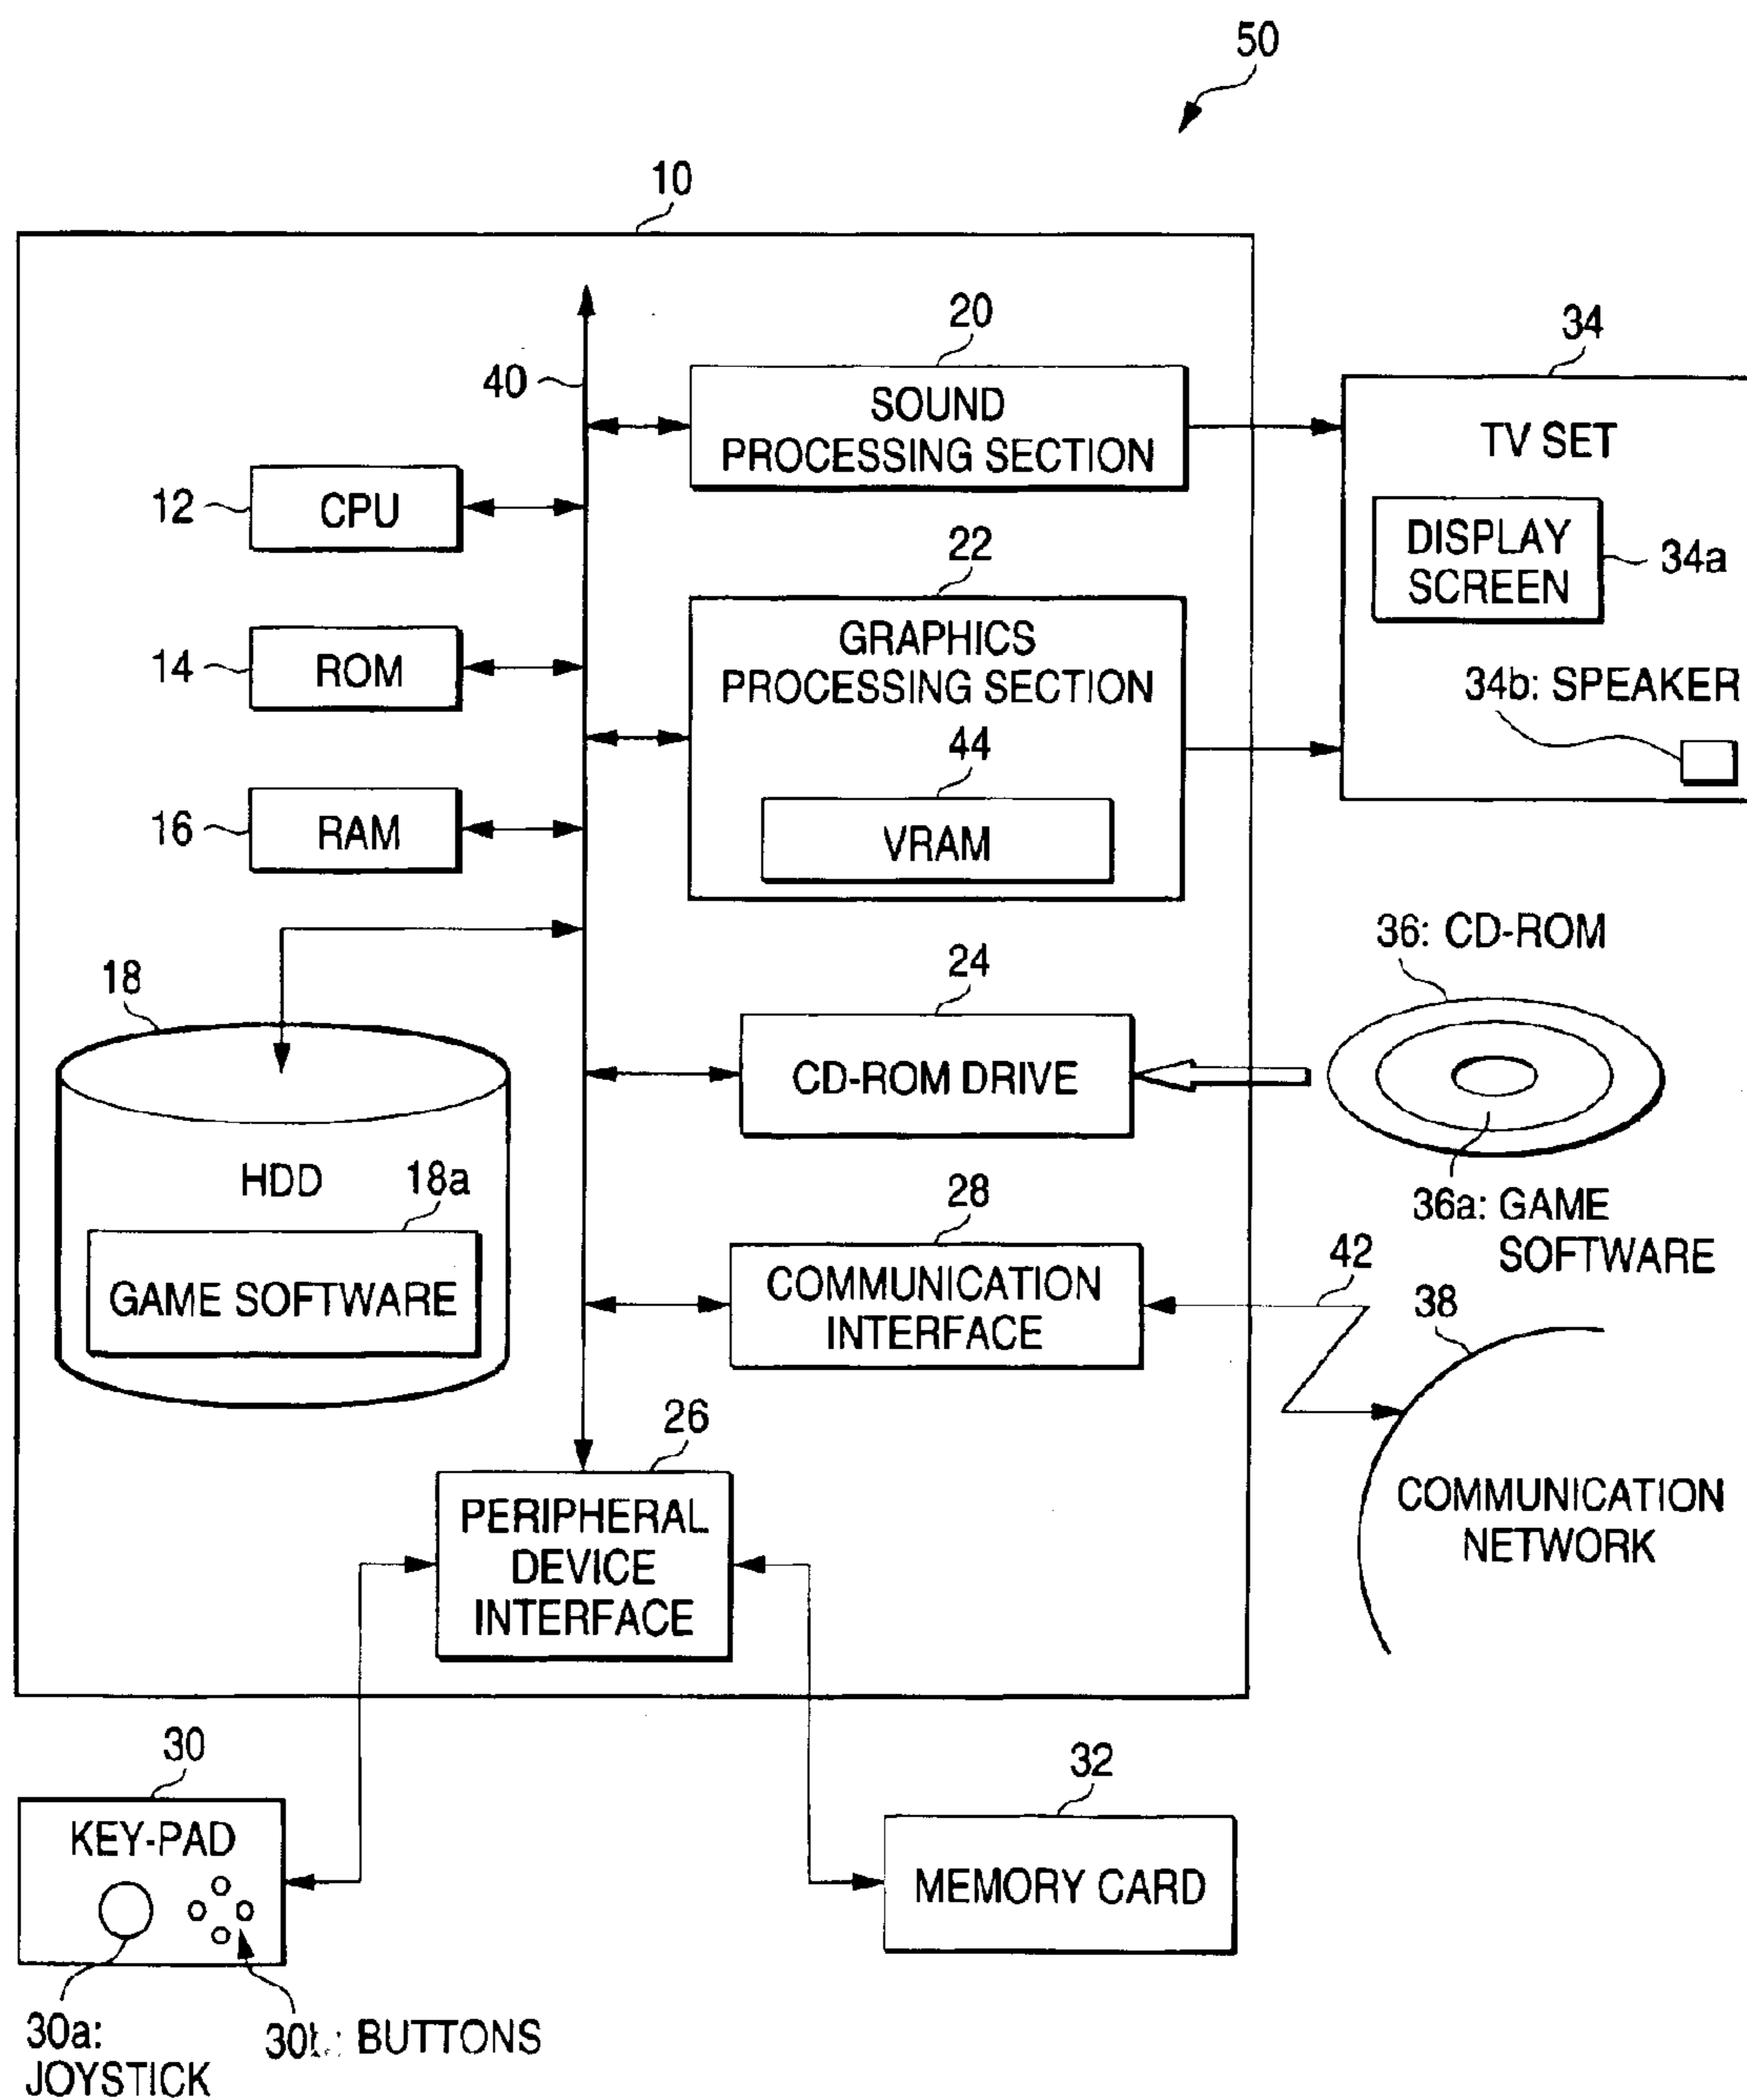 50
10
20
34
40
SOUND
PROCESSING SECTION
TV SET
12
CPU
DISPLAY
SCREEN
34a
22
14
ROM
GRAPHICS
PROCESSING SECTION
34b: SPEAKER
44
16
RAM
VRAM
36: CD-ROM
18
24
CD-ROM DRIVE
HDD
18a
36a: GAME
SOFTWARE
28
42
GAME SOFTWARE
COMMUNICATION
INTERFACE
38
26
COMMUNICATION
NETWORK
PERIPHERAL
DEVICE
INTERFACE
30
32
KEY-PAD
MEMORY CARD
30a:
JOYSTICK
BUTTONS